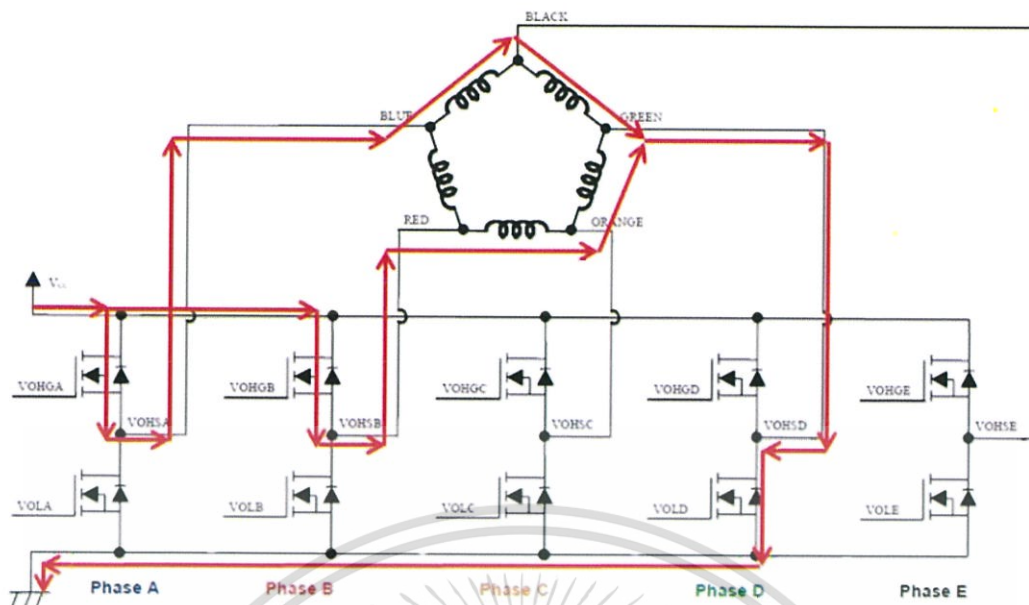 BLACK
BLUE
GREEN
RED
ORANGE
Vcc
VOHGA
VOHGB
VOHGC
VOHGD
VOHGE
VOHSA
VOHSB
VOHSC
VOHSD
VOHSE
VOLA
VOLB
VOLC
VOLD
VOLE
Phase A
Phase B
Phase C
Phase D
Phase E